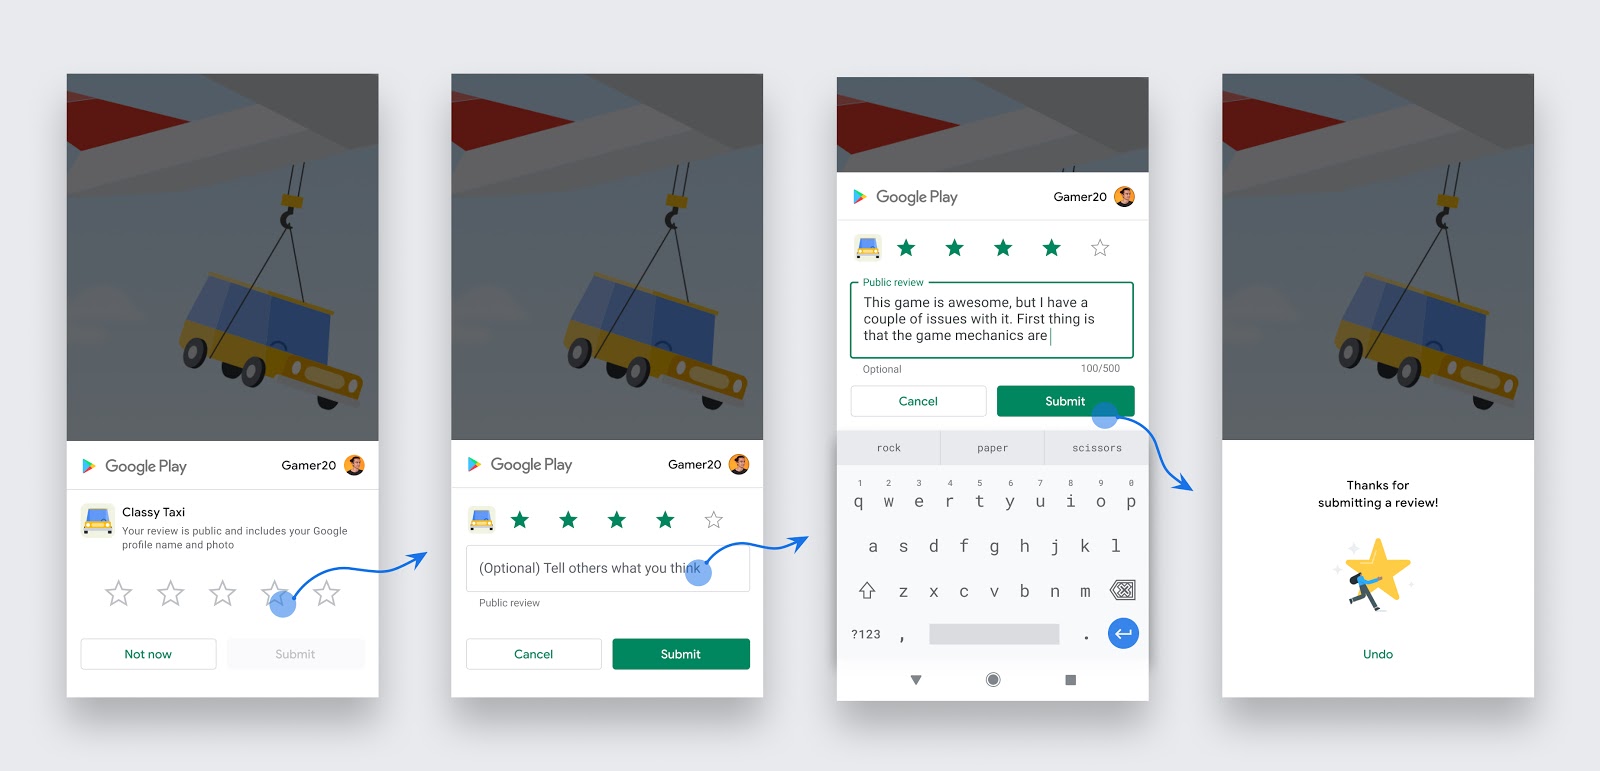 Google Play
Gamer20
Classy Taxi
Your review is public and includes your Google
profile name and photo
Not now
Submit
Google Play
Gamer20
(Optional) Tell others what you think
Public review
Cancel
Submit
Google Play
Gamer20
Public review
This game is awesome, but I have a
couple of issues with it. First thing is
that the game mechanics are
Optional
100/500
Cancel
Submit
rock paper scissors
1 2 3 4 5 6 7 8 9 0
q w e r t y u i o p
a s d f g h j k l
z x c v b n m
?123 , .
Thanks for
submitting a review!
Undo